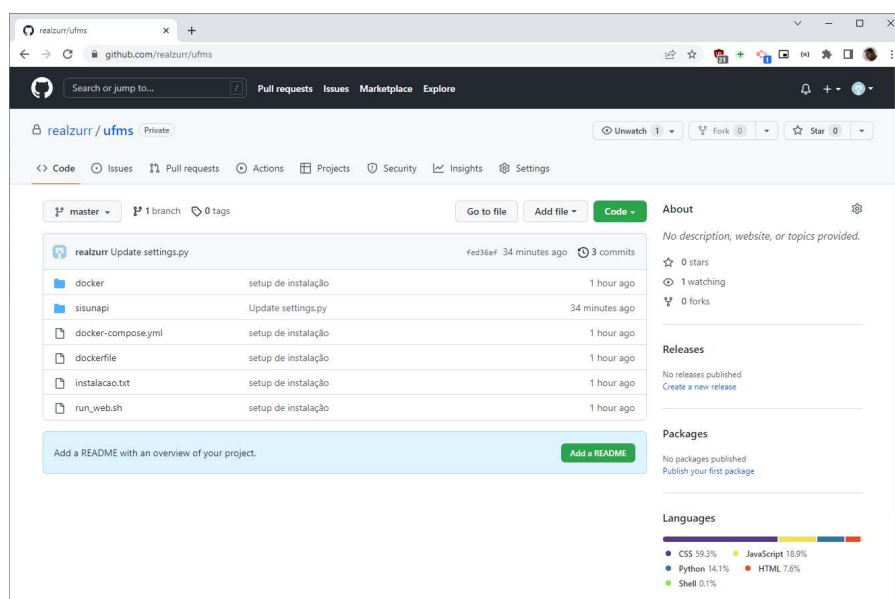 realzurr/ufms
github.com/realzurr/ufms
21
1
Search or jump to...
/
Pull requests Issues Marketplace Explore
realzurr / ufms Private
Unwatch 1 Fork 0 Star 0
Code Issues Pull requests Actions Projects Security Insights Settings
master 1 branch 0 tags Go to file Add file Code
realzurr Update settings.py fed36af 34 minutes ago 3 commits
docker setup de instalação 1 hour ago
sisunapi Update settings.py 34 minutes ago
docker-compose.yml setup de instalação 1 hour ago
dockerfile setup de instalação 1 hour ago
instalacao.txt setup de instalação 1 hour ago
run_web.sh setup de instalação 1 hour ago
Add a README with an overview of your project. Add a README
About
No description, website, or topics provided.
0 stars
1 watching
0 forks
Releases
No releases published
Create a new release
Packages
No packages published
Publish your first package
Languages
CSS 59.3% JavaScript 18.9%
Python 14.1% HTML 7.6%
Shell 0.1%